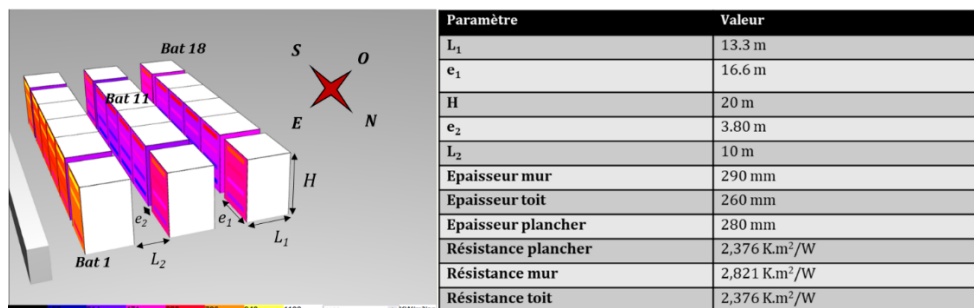 Bat 18
S
O
Bat 11
E
N
H
e₂
e₁
L₁
Bat 1
L₂
Paramètre Valeur
L₁ 13.3 m
e₁ 16.6 m
H 20 m
e₂ 3.80 m
L₂ 10 m
Epaisseur mur 290 mm
Epaisseur toit 260 mm
Epaisseur plancher 280 mm
Résistance plancher 2,376 K.m²/W
Résistance mur 2,821 K.m²/W
Résistance toit 2,376 K.m²/W